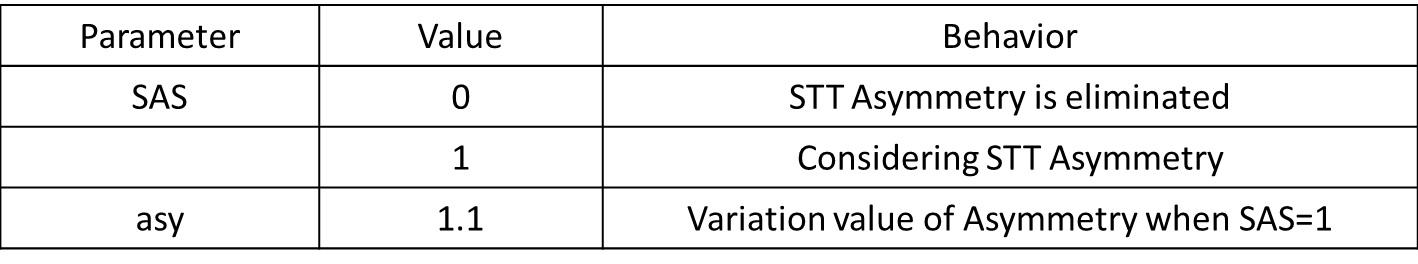 Parameter Value Behavior
SAS 0 STT Asymmetry is eliminated
1 Considering STT Asymmetry
asy 1.1 Variation value of Asymmetry when SAS=1